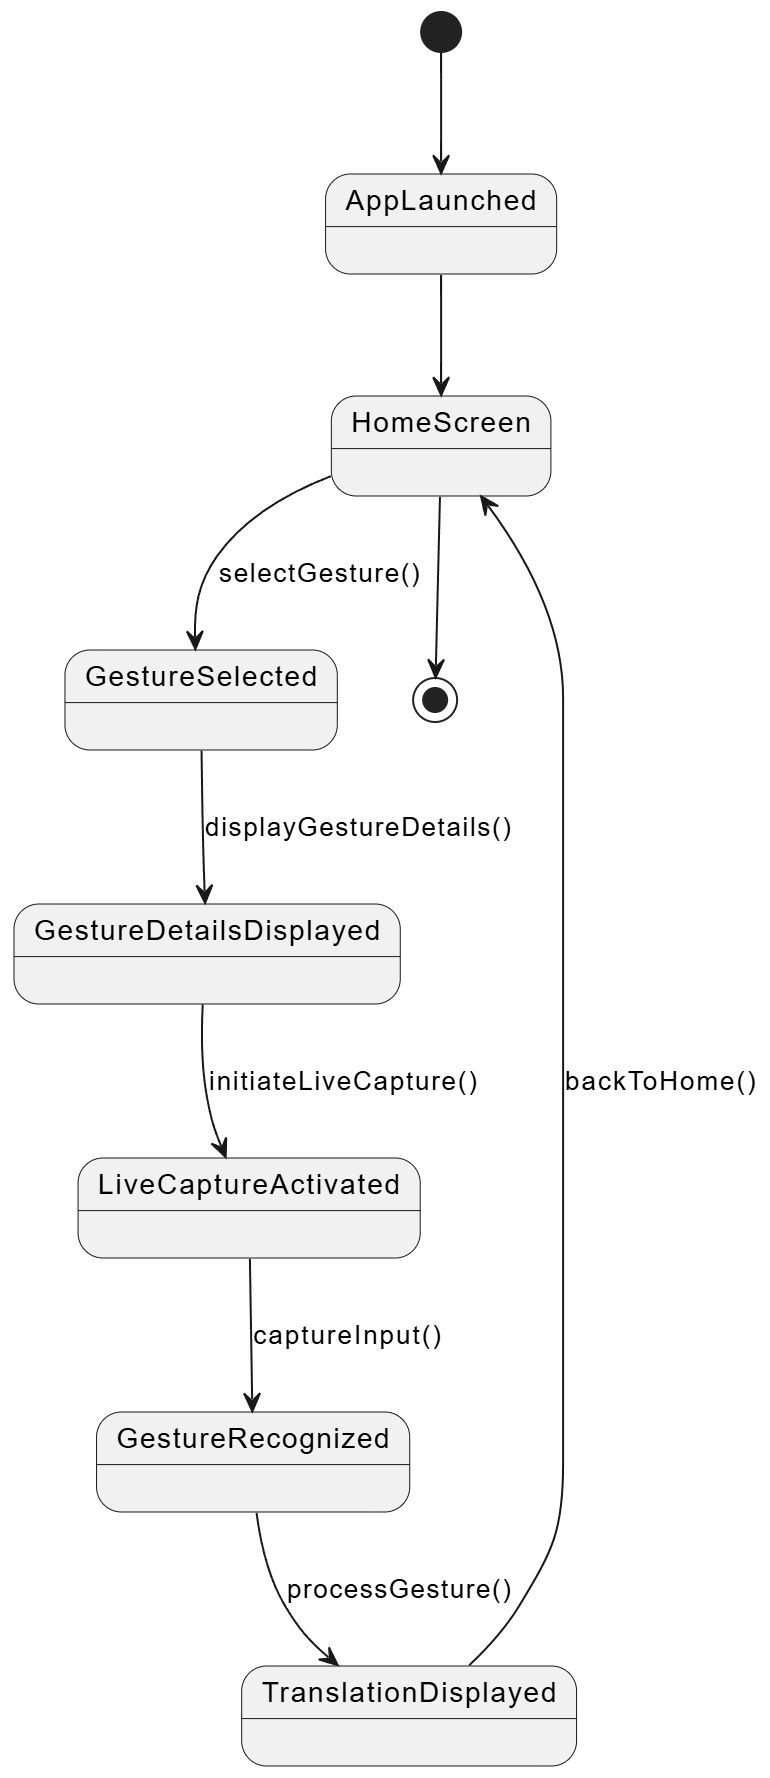 AppLaunched
HomeScreen
selectGesture()
GestureSelected
displayGestureDetails()
GestureDetailsDisplayed
initiateLiveCapture()
backToHome()
LiveCaptureActivated
captureInput()
GestureRecognized
processGesture()
TranslationDisplayed